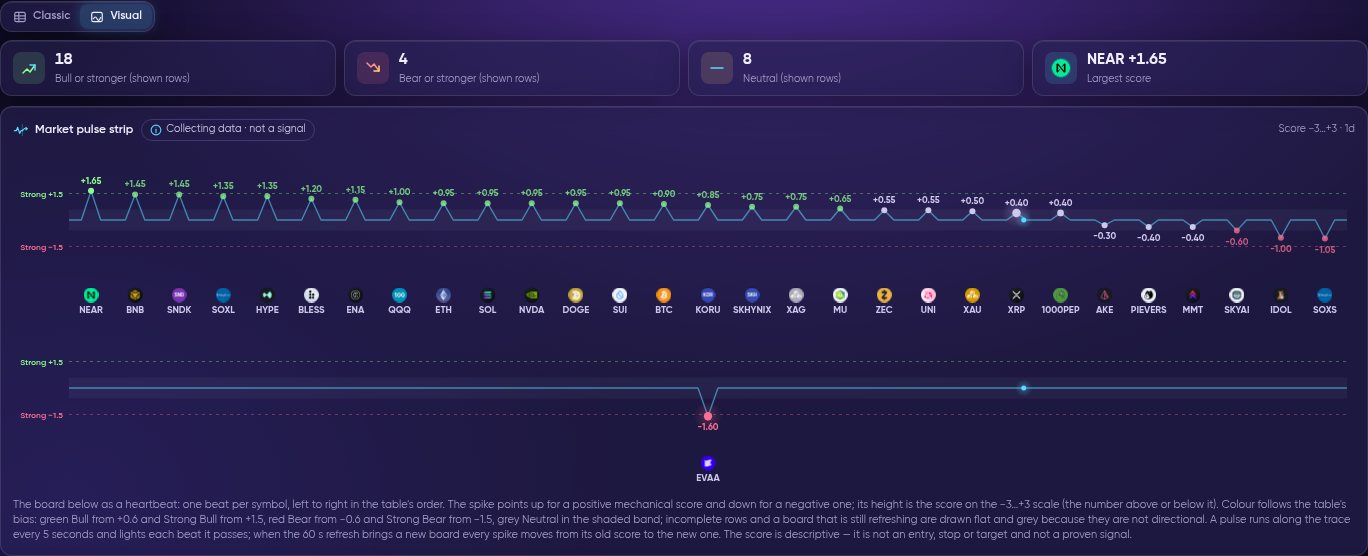 Classic Visual
18
Bull or stronger (shown rows)
4
Bear or stronger (shown rows)
8
Neutral (shown rows)
NEAR +1.65
Largest score
Market pulse strip Collecting data · not a signal Score −3…+3 · 1d
+1.65 +1.45 +1.45 +1.35 +1.35 +1.20 +1.15 +1.00 +0.95 +0.95 +0.95 +0.95 +0.95 +0.90 +0.85 +0.75 +0.75 +0.65 +0.55 +0.55 +0.50 +0.40 +0.40
Strong +1.5
−0.30 −0.40 −0.40 −0.60 −1.00 −1.05
Strong −1.5
NEAR BNB SNDK SOXL HYPE BLESS ENA QQQ ETH SOL NVDA DOGE SUI BTC KORU SKHYNIX XAG MU ZEC UNI XAU XRP 1000PEP AKE PIEVERS MMT SKYAI IDOL SOXS
Strong +1.5
Strong −1.5
−1.60
EVAA
The board below as a heartbeat: one beat per symbol, left to right in the table's order. The spike points up for a positive mechanical score and down for a negative one; its height is the score on the −3…+3 scale (the number above or below it). Colour follows the table's
bias: green Bull from +0.6 and Strong Bull from +1.5, red Bear from −0.6 and Strong Bear from −1.5, grey Neutral in the shaded band; incomplete rows and a board that is still refreshing are drawn flat and grey because they are not directional. A pulse runs along the trace
every 5 seconds and lights each beat it passes; when the 60 s refresh brings a new board every spike moves from its old score to the new one. The score is descriptive — it is not an entry, stop or target and not a proven signal.